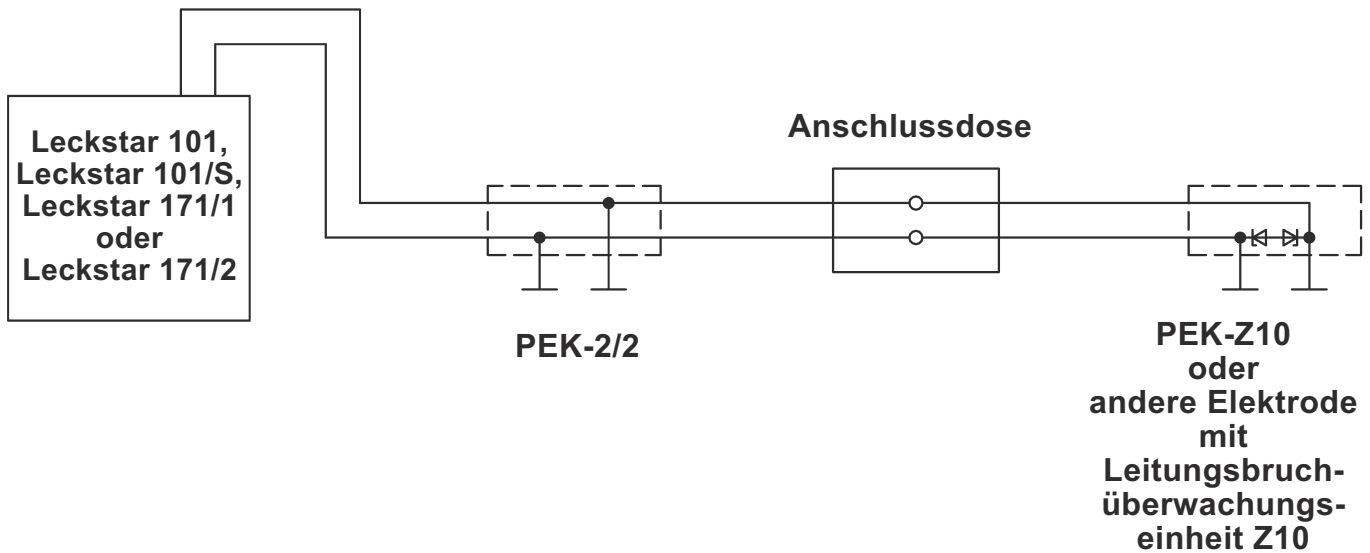 Leckstar 101,
Leckstar 101/S,
Leckstar 171/1
oder
Leckstar 171/2
Anschlussdose
PEK-2/2
PEK-Z10
oder
andere Elektrode
mit
Leitungsbruch-
überwachungs-
einheit Z10